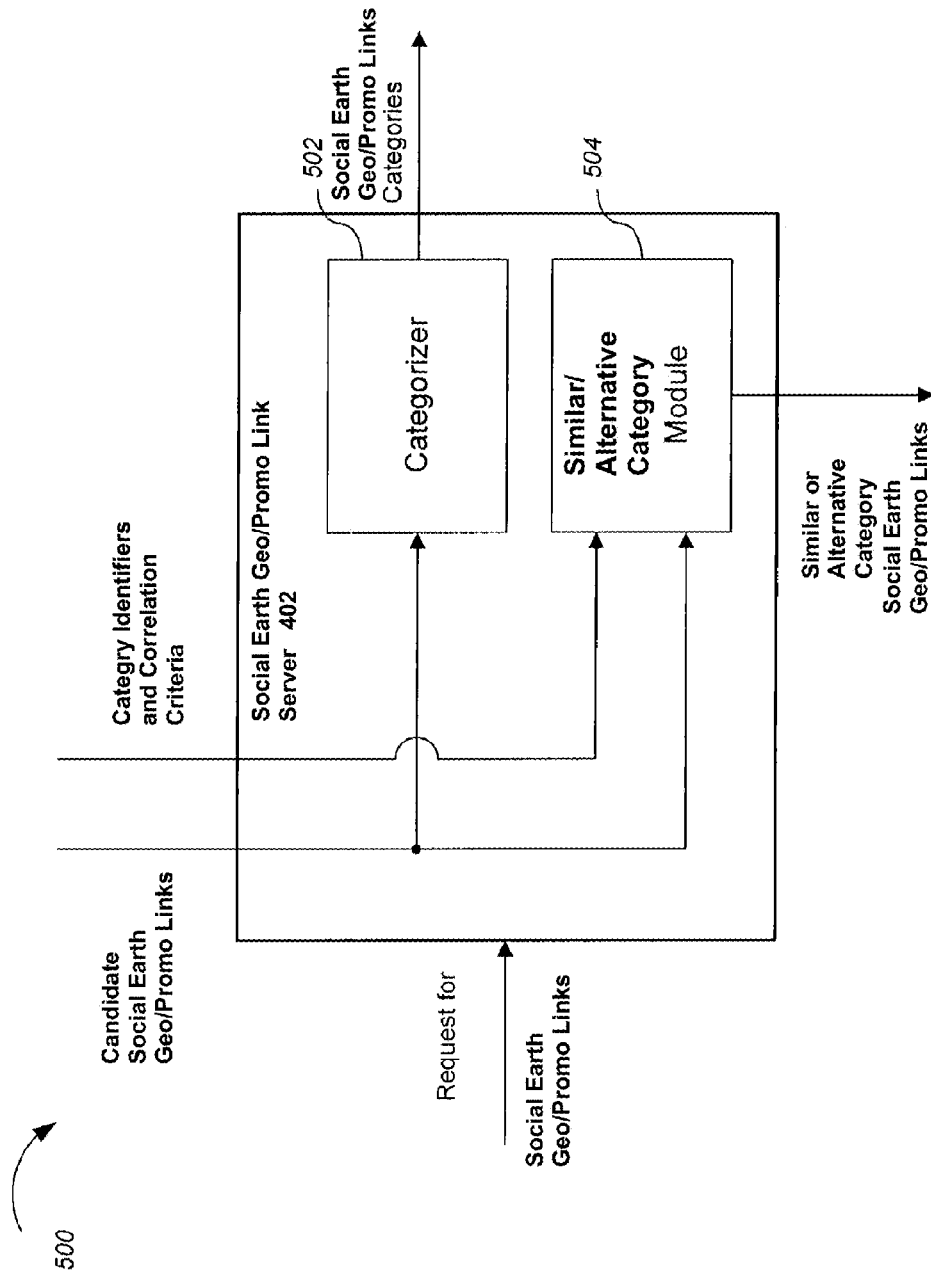 500
Candidate
Social Earth
Geo/Promo Links
Categry Identifiers
and Correlation
Criteria
Request for
Social Earth
Geo/Promo Links
Social Earth Geo/Promo Link
Server 402
Categorizer
502
Social Earth
Geo/Promo Links
Categories
Similar/
Alternative
Category
Module
504
Similar or
Alternative
Category
Social Earth
Geo/Promo Links